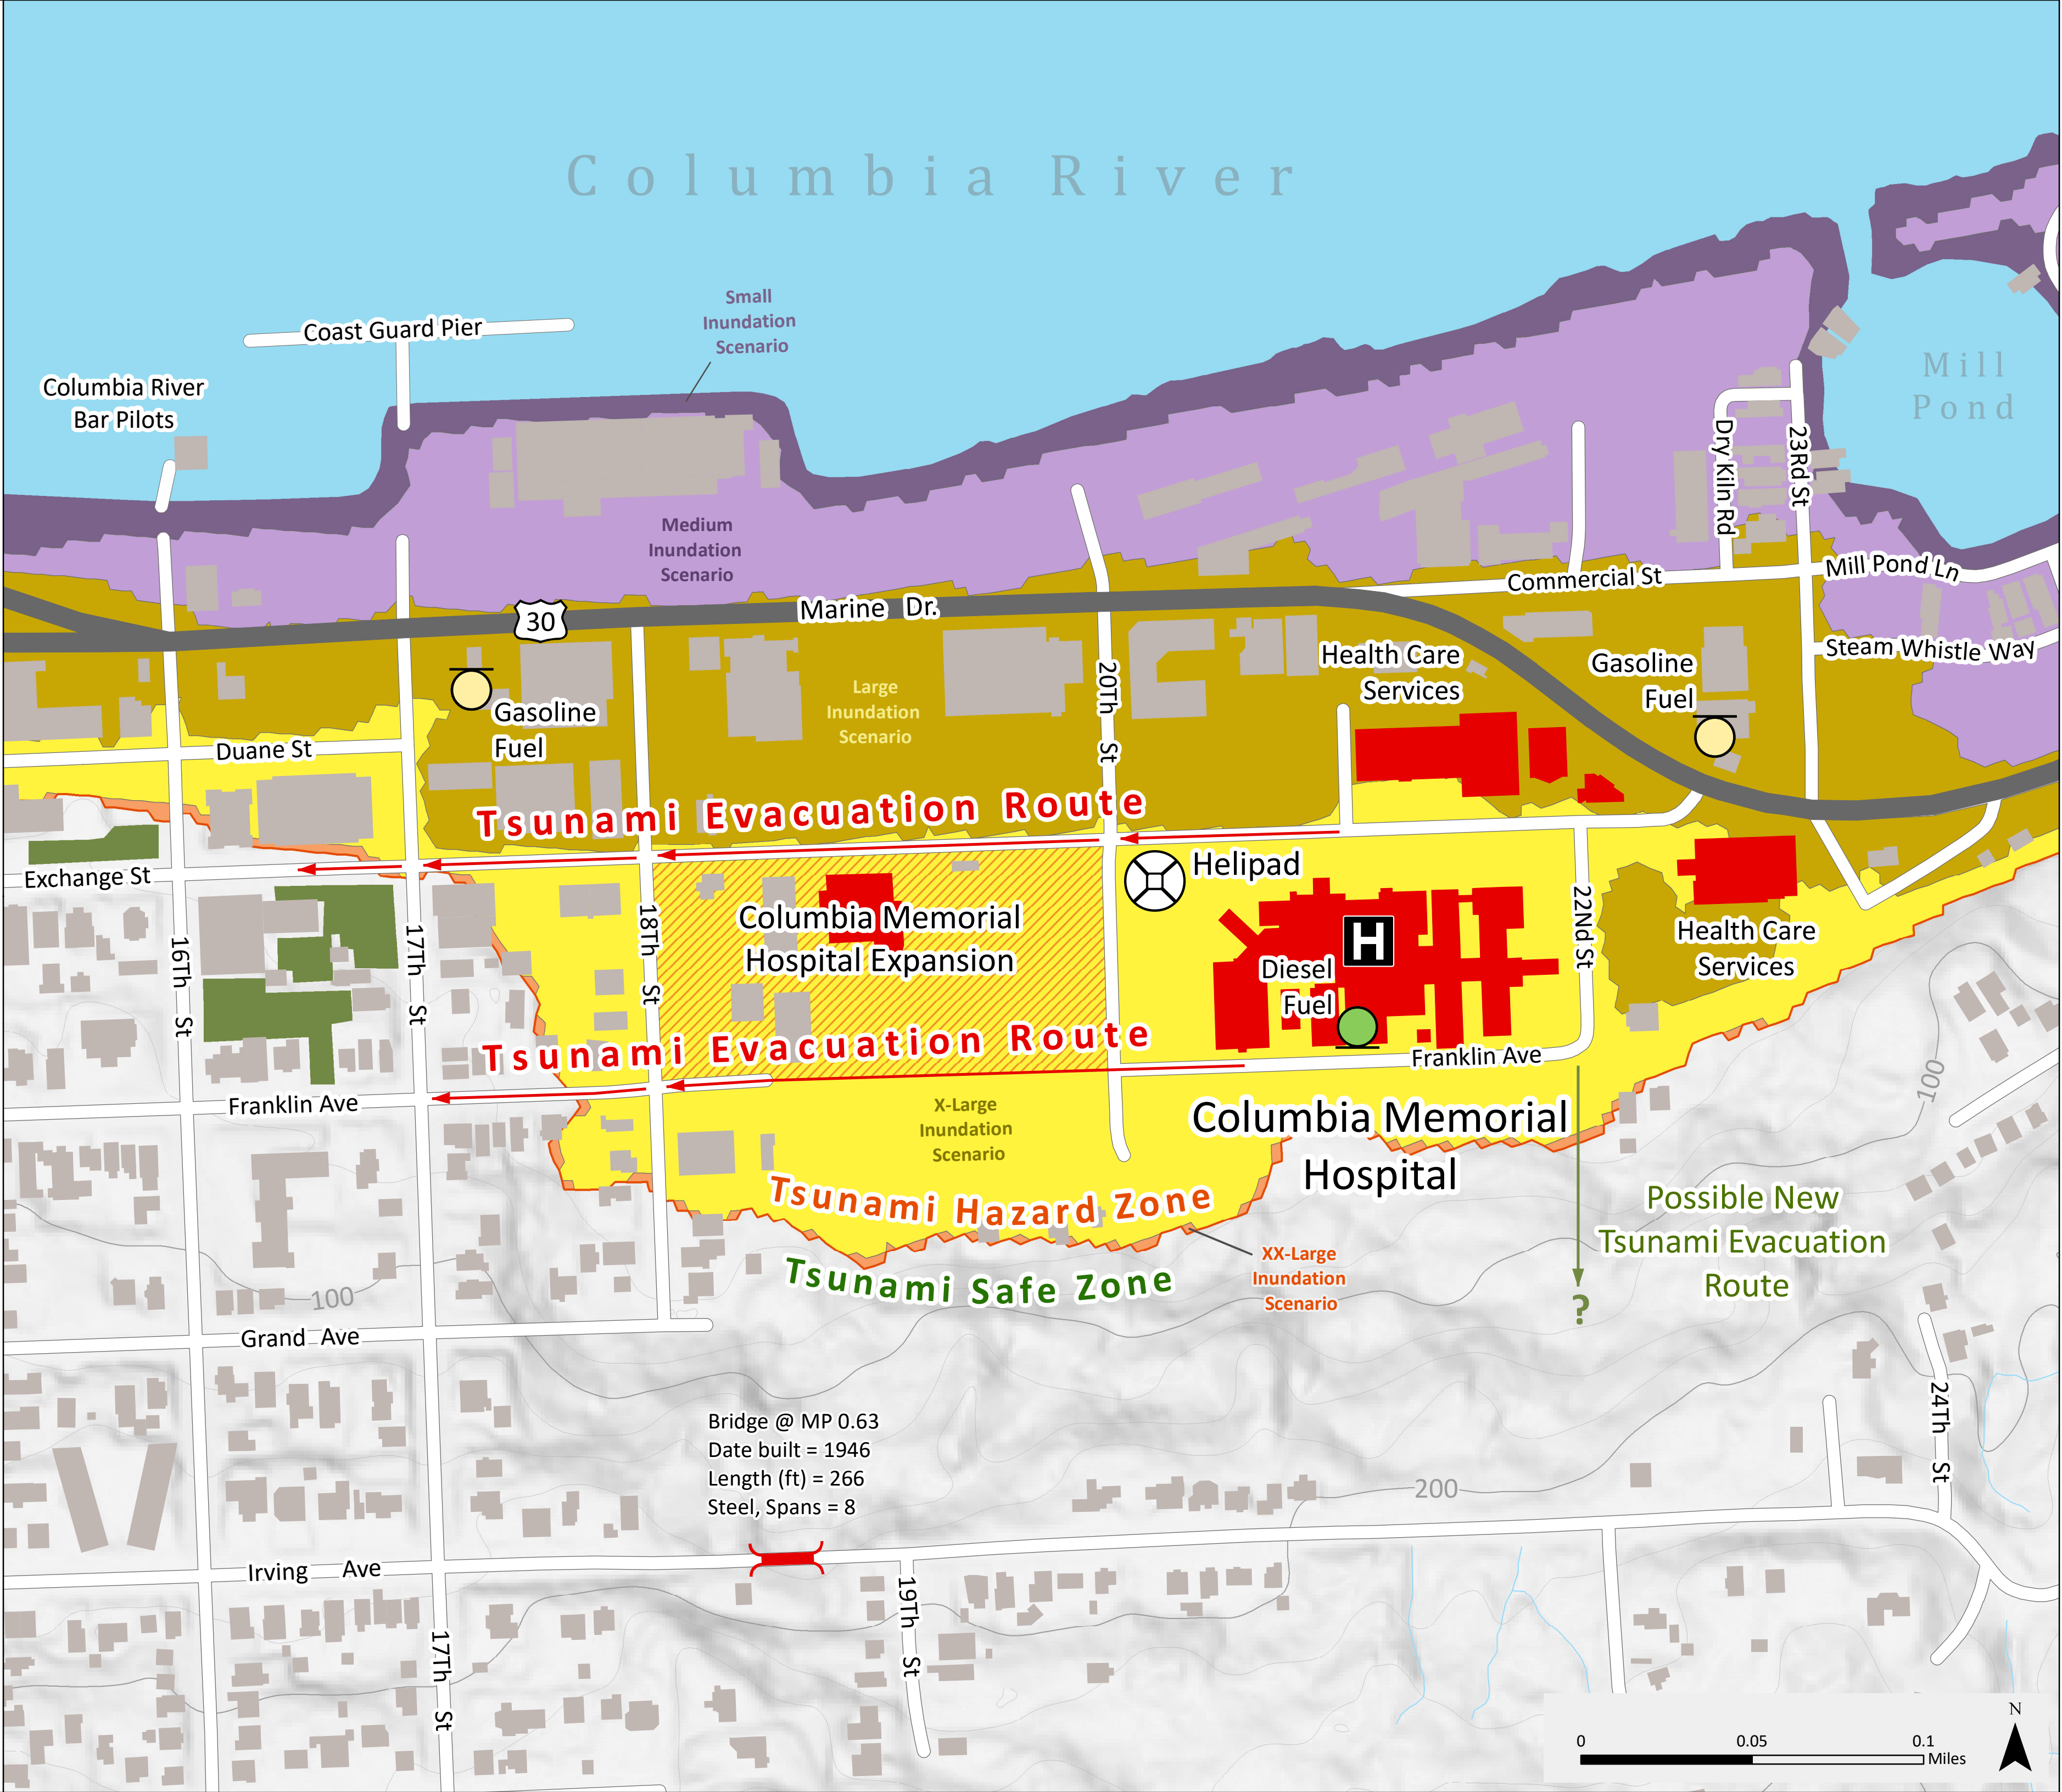 Columbia River
Small
Inundation
Scenario
Coast Guard Pier
Columbia River
Bar Pilots
Mill
Pond
Dry Kiln Rd
23Rd St
Medium
Inundation
Scenario
Commercial St
Mill Pond Ln
30
Marine Dr.
Steam Whistle Way
Health Care
Services
Gasoline
Fuel
Gasoline
Fuel
Large
Inundation
Scenario
20Th St
Duane St
Tsunami Evacuation Route
Exchange St
Helipad
Columbia Memorial
Hospital Expansion
H
Diesel
Fuel
22Nd St
Health Care
Services
16Th St
17Th St
18Th St
Tsunami Evacuation Route
Franklin Ave
Franklin Ave
X-Large
Inundation
Scenario
Columbia Memorial
Hospital
100
Tsunami Hazard Zone
Tsunami Safe Zone
XX-Large
Inundation
Scenario
Possible New
Tsunami Evacuation
Route
?
100
Grand Ave
24Th St
Bridge @ MP 0.63
Date built = 1946
Length (ft) = 266
Steel, Spans = 8
200
Irving Ave
19Th St
17Th St
N
0 0.05 0.1
Miles